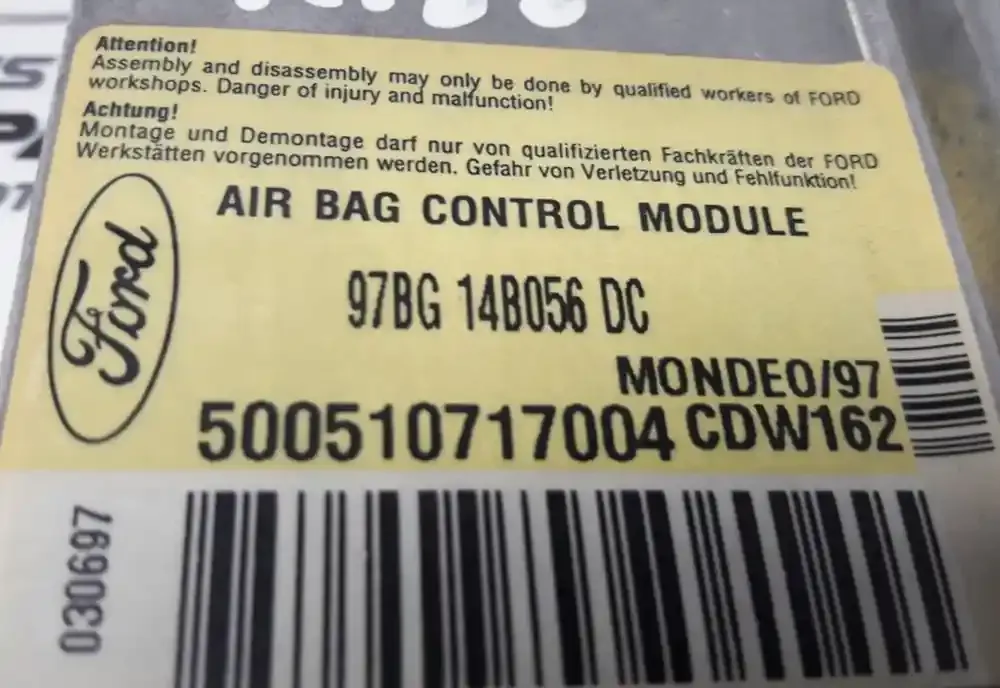 Attention!
Assembly and disassembly may only be done by qualified workers of FORD
workshops. Danger of injury and malfunction!
Achtung!
Montage und Demontage darf nur von qualifizierten Fachkräften der FORD
Werkstätten vorgenommen werden. Gefahr von Verletzung und Fehlfunktion!
AIR BAG CONTROL MODULE
Ford
97BG 14B056 DC
MONDEO/97
500510717004 CDW162
030697